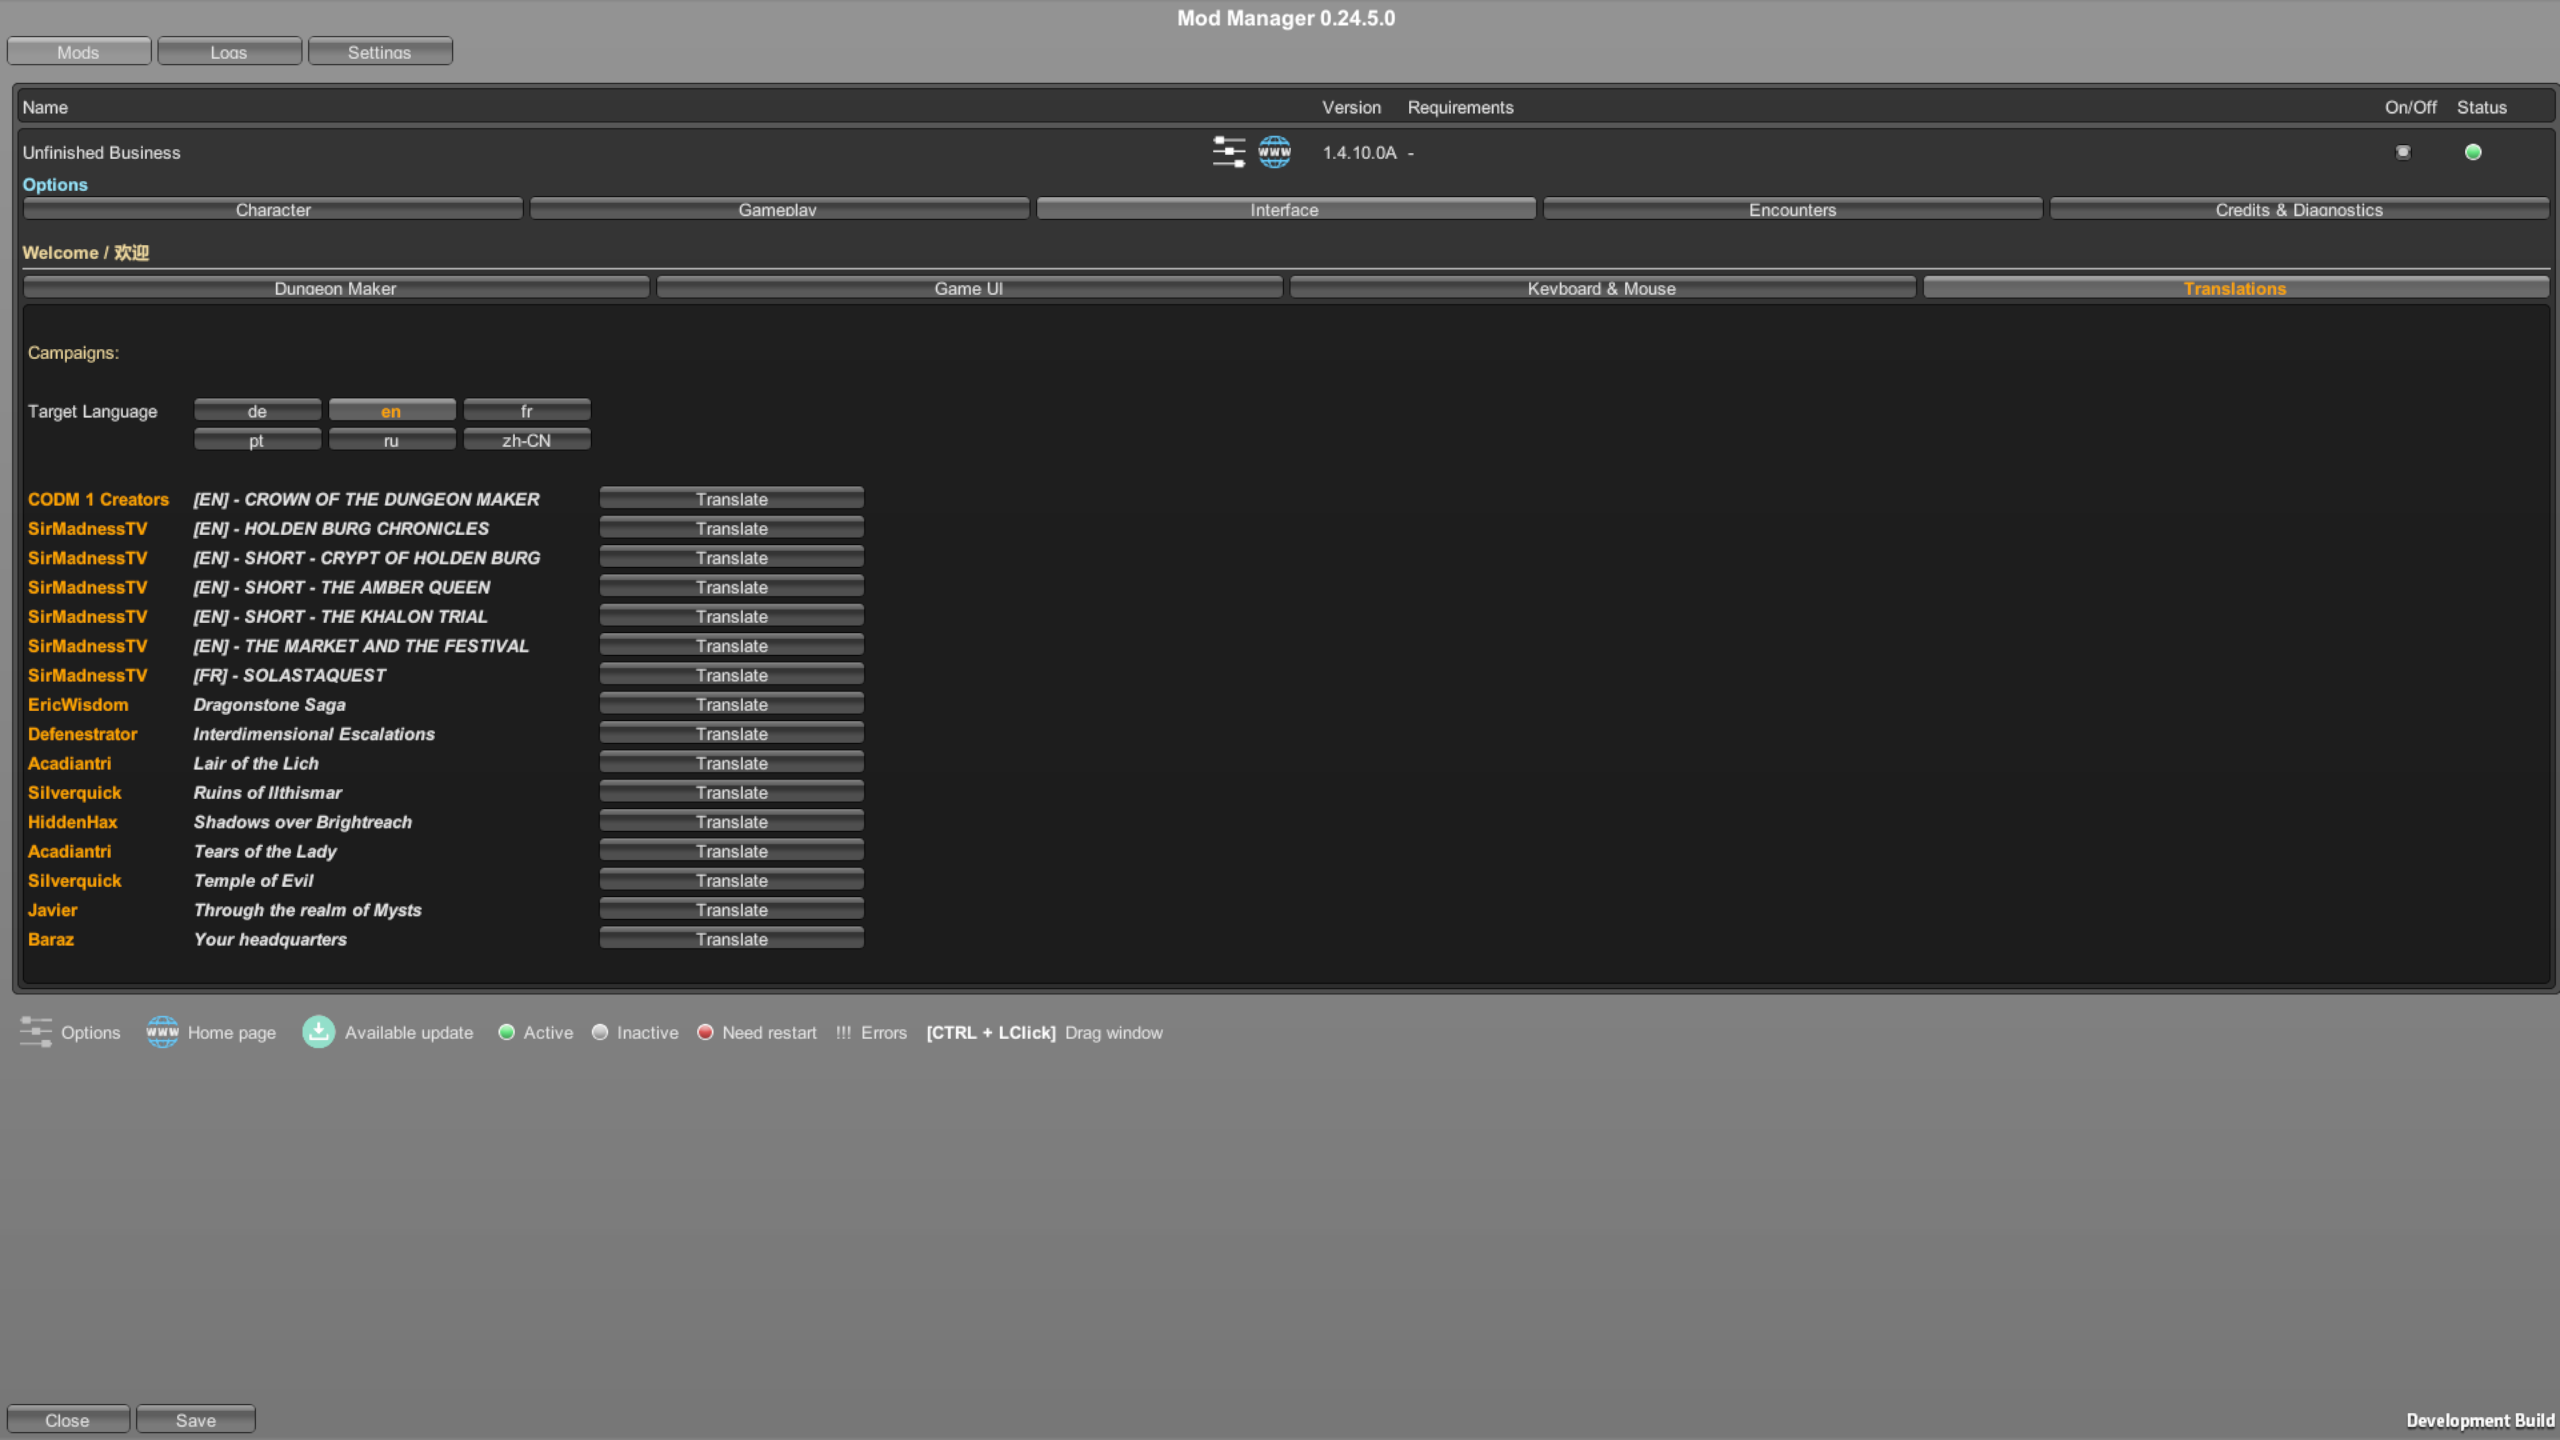 Mod Manager 0.24.5.0
Mods Logs Settings
Name Version Requirements On/Off Status
Unfinished Business www 1.4.10.0A -
Options
Character Gameplay Interface Encounters Credits & Diagnostics
Welcome / 欢迎
Dungeon Maker Game UI Keyboard & Mouse Translations
Campaigns:
Target Language de en fr
pt ru zh-CN
CODM 1 Creators [EN] - CROWN OF THE DUNGEON MAKER Translate
SirMadnessTV [EN] - HOLDEN BURG CHRONICLES Translate
SirMadnessTV [EN] - SHORT - CRYPT OF HOLDEN BURG Translate
SirMadnessTV [EN] - SHORT - THE AMBER QUEEN Translate
SirMadnessTV [EN] - SHORT - THE KHALON TRIAL Translate
SirMadnessTV [EN] - THE MARKET AND THE FESTIVAL Translate
SirMadnessTV [FR] - SOLASTAQUEST Translate
EricWisdom Dragonstone Saga Translate
Defenestrator Interdimensional Escalations Translate
Acadiantri Lair of the Lich Translate
Silverquick Ruins of Ilthismar Translate
HiddenHax Shadows over Brightreach Translate
Acadiantri Tears of the Lady Translate
Silverquick Temple of Evil Translate
Javier Through the realm of Mysts Translate
Baraz Your headquarters Translate
Options www Home page Available update Active Inactive Need restart !!! Errors [CTRL + LClick] Drag window
Close Save Development Build